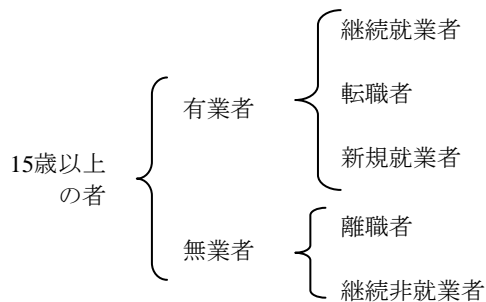 15歳以上
の者
有業者
継続就業者
転職者
新規就業者
無業者
離職者
継続非就業者